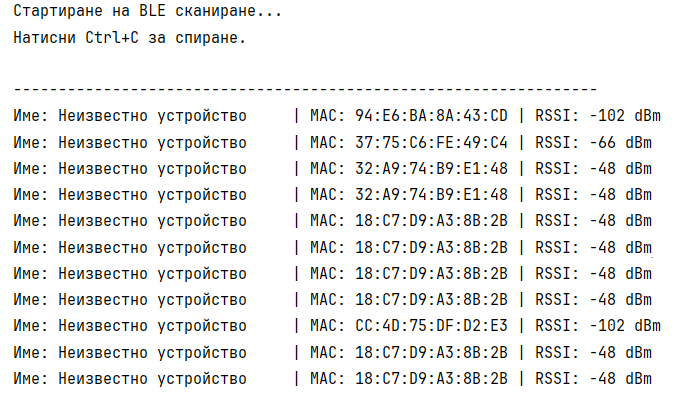 Стартиране на BLE сканиране...
Натисни Ctrl+C за спиране.
-----------------------------------------------------------------
Име: Неизвестно устройство     | MAC: 94:E6:BA:8A:43:CD | RSSI: -102 dBm
Име: Неизвестно устройство     | MAC: 37:75:C6:FE:49:C4 | RSSI: -66 dBm
Име: Неизвестно устройство     | MAC: 32:A9:74:B9:E1:48 | RSSI: -48 dBm
Име: Неизвестно устройство     | MAC: 32:A9:74:B9:E1:48 | RSSI: -48 dBm
Име: Неизвестно устройство     | MAC: 18:C7:D9:A3:8B:2B | RSSI: -48 dBm
Име: Неизвестно устройство     | MAC: 18:C7:D9:A3:8B:2B | RSSI: -48 dBm
Име: Неизвестно устройство     | MAC: 18:C7:D9:A3:8B:2B | RSSI: -48 dBm
Име: Неизвестно устройство     | MAC: 18:C7:D9:A3:8B:2B | RSSI: -48 dBm
Име: Неизвестно устройство     | MAC: CC:4D:75:DF:D2:E3 | RSSI: -102 dBm
Име: Неизвестно устройство     | MAC: 18:C7:D9:A3:8B:2B | RSSI: -48 dBm
Име: Неизвестно устройство     | MAC: 18:C7:D9:A3:8B:2B | RSSI: -48 dBm